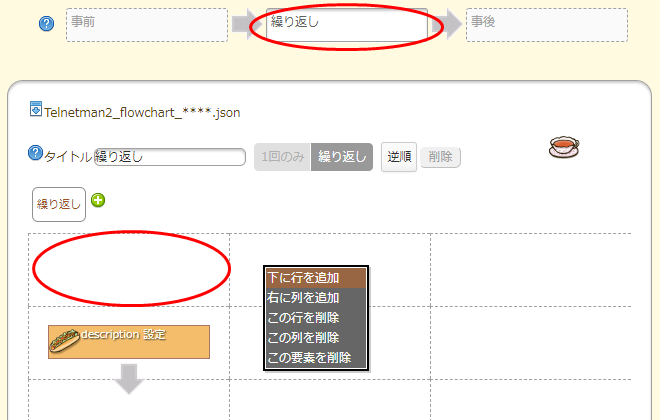 事前
繰り返し
事後
Telnetman2_flowchart_****.json
タイトル 繰り返し 1回のみ 繰り返し 逆順 削除
繰り返し
下に行を追加
右に列を追加
この行を削除
この列を削除
この要素を削除
description 設定